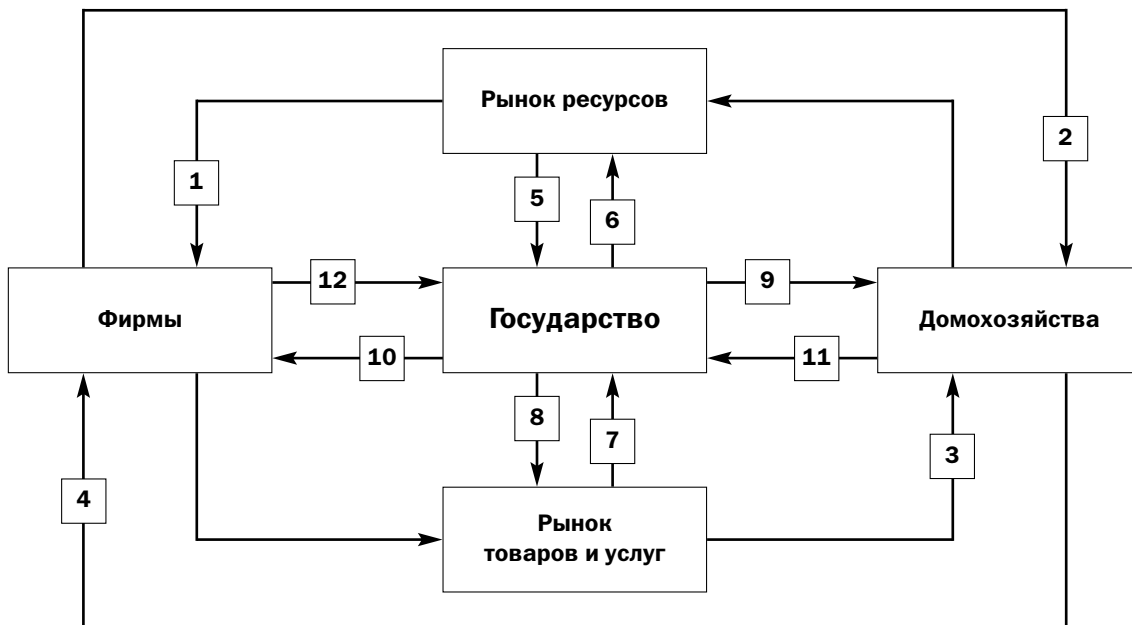 Рынок ресурсов
2
1
5
6
12
9
Фирмы
Государство
Домохозяйства
10
11
8
7
3
4
Рынок
товаров и услуг